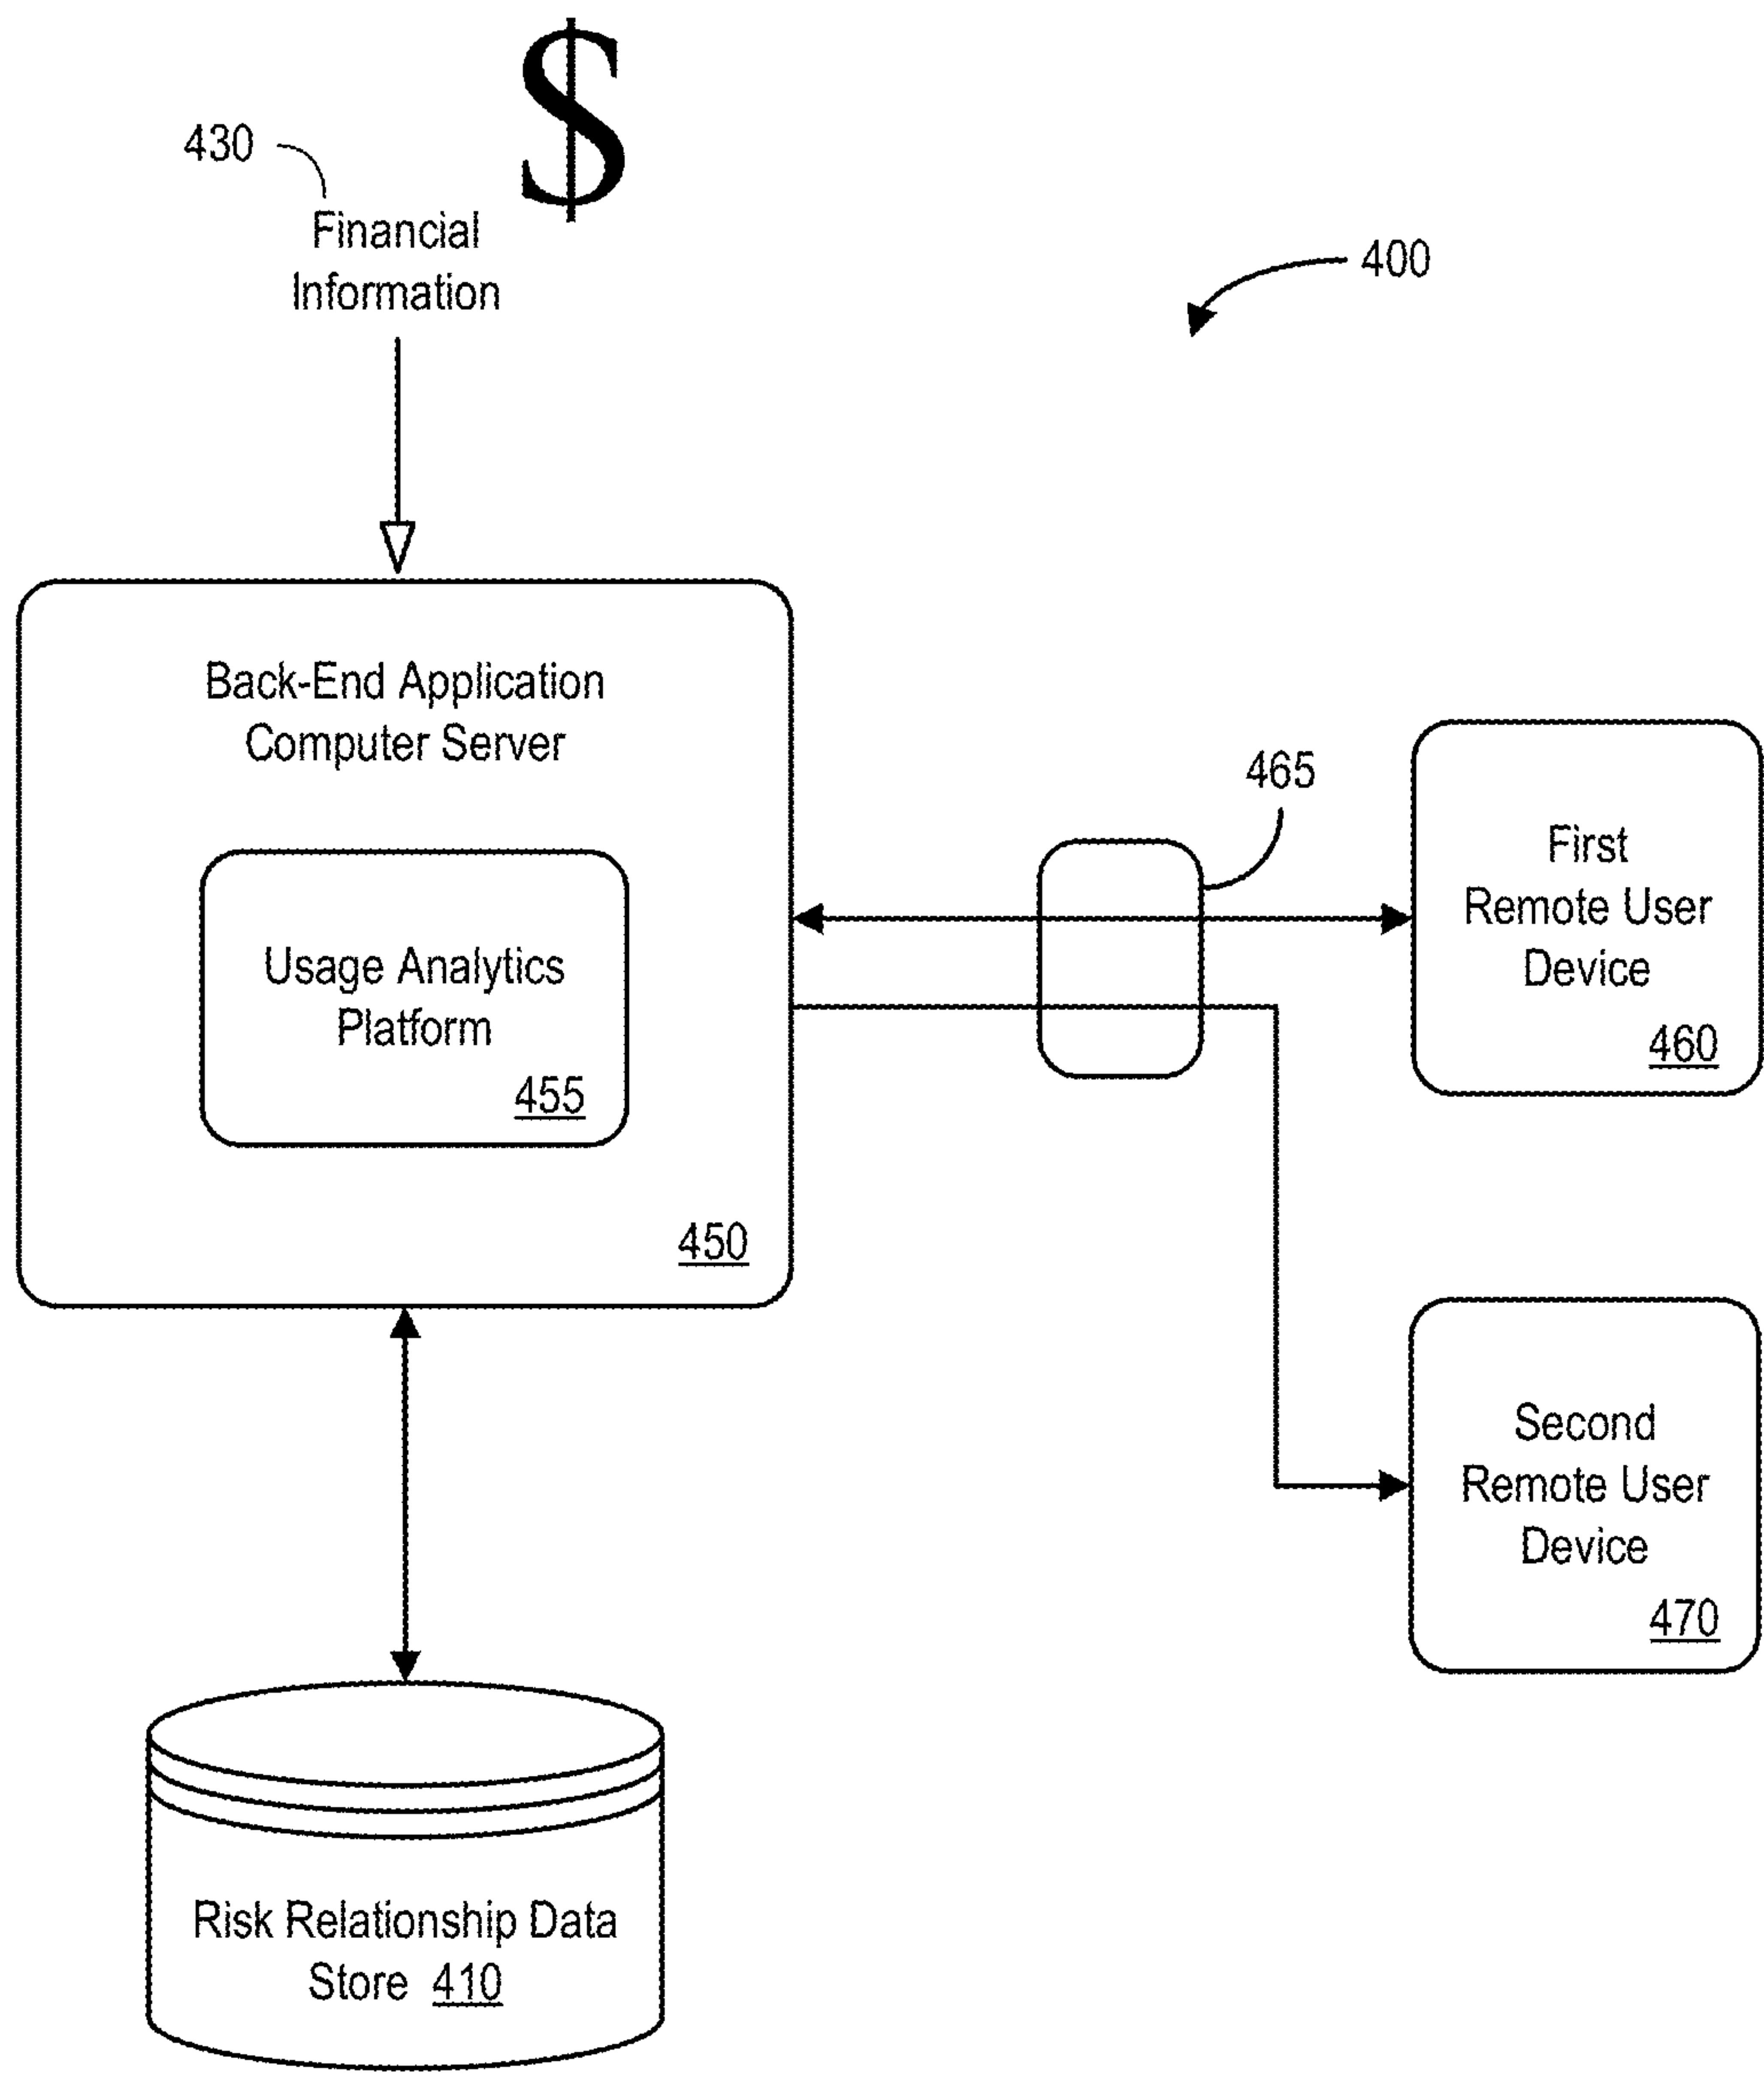 $
430
Financial
Information
400
Back-End Application
Computer Server
465
First
Remote User
Device
460
Usage Analytics
Platform
455
450
Second
Remote User
Device
470
Risk Relationship Data
Store 410